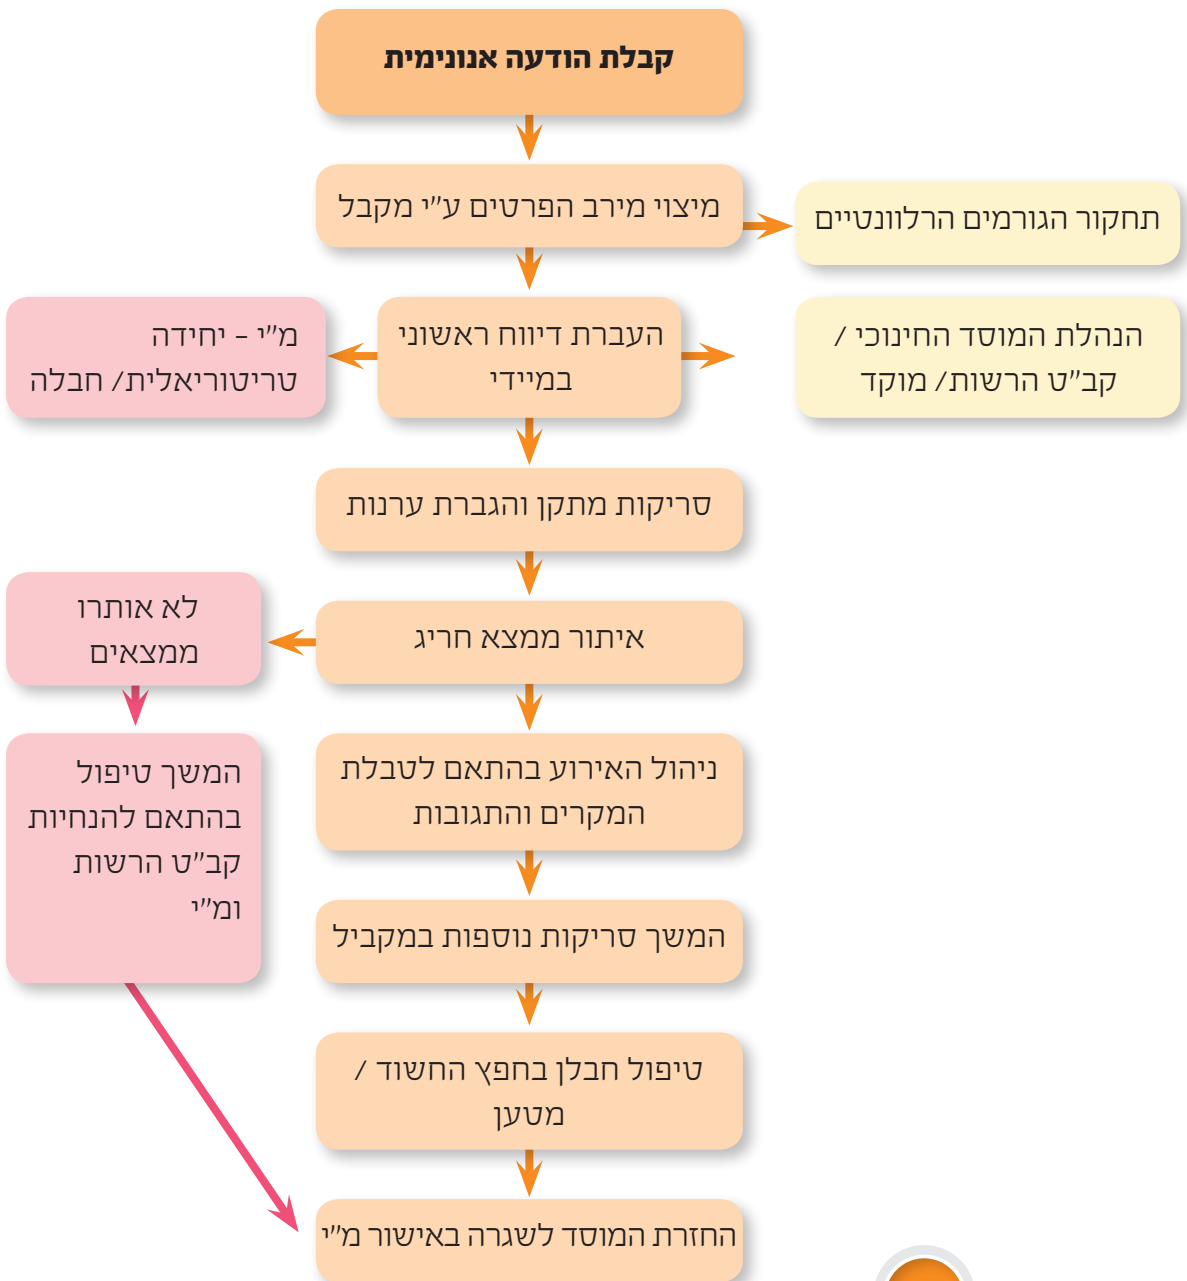 קבלת הודעה אנונימית
מיצוי מירב הפרטים ע"י מקבל
תחקור הגורמים הרלוונטיים
הנהלת המוסד החינוכי /
קב"ט הרשות/ מוקד
העברת דיווח ראשוני
במיידי
מ"י - יחידה
טריטוריאלית/ חבלה
סריקות מתקן והגברת ערנות
איתור ממצא חריג
לא אותרו
ממצאים
ניהול האירוע בהתאם לטבלת
המקרים והתגובות
המשך טיפול
בהתאם להנחיות
קב"ט הרשות
ומ"י
המשך סריקות נוספות במקביל
טיפול חבלן בחפץ החשוד /
מטען
החזרת המוסד לשגרה באישור מ"י